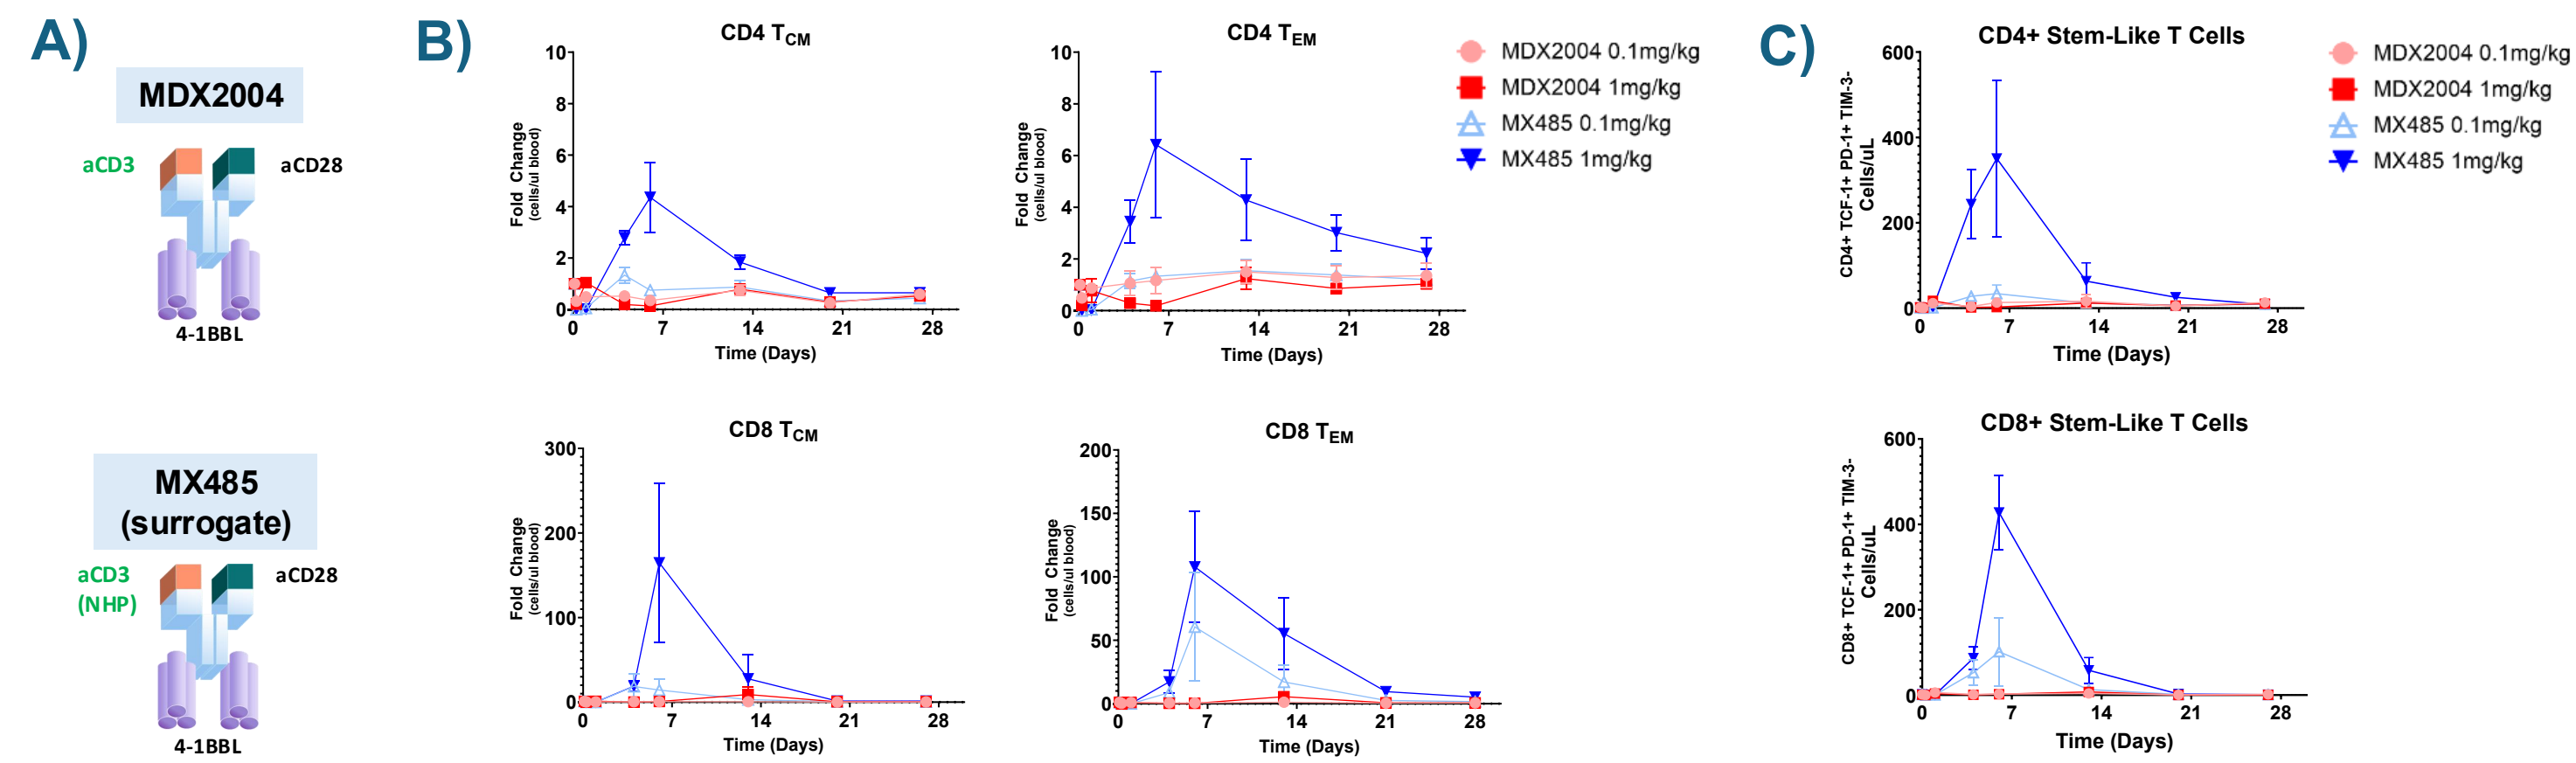 A)
MDX2004
aCD3
aCD28
4-1BBL
MX485
(surrogate)
aCD3
(NHP)
aCD28
4-1BBL
B)
CD4 TCM
10
8
6
4
2
0
Fold Change
(cells/ul blood)
0 7 14 21 28
Time (Days)
CD4 TEM
10
8
6
4
2
0
Fold Change
(cells/ul blood)
0 7 14 21 28
Time (Days)
MDX2004 0.1mg/kg
MDX2004 1mg/kg
MX485 0.1mg/kg
MX485 1mg/kg
CD8 TCM
300
200
100
0
Fold Change
(cells/ul blood)
0 7 14 21 28
Time (Days)
CD8 TEM
200
150
100
50
0
Fold Change
(cells/ul blood)
0 7 14 21 28
Time (Days)
C)
CD4+ Stem-Like T Cells
600
400
200
0
CD4+ TCF-1+ PD-1+ TIM-3-
Cells/uL
0 7 14 21 28
Time (Days)
MDX2004 0.1mg/kg
MDX2004 1mg/kg
MX485 0.1mg/kg
MX485 1mg/kg
CD8+ Stem-Like T Cells
600
400
200
0
CD8+ TCF-1+ PD-1+ TIM-3-
Cells/uL
0 7 14 21 28
Time (Days)